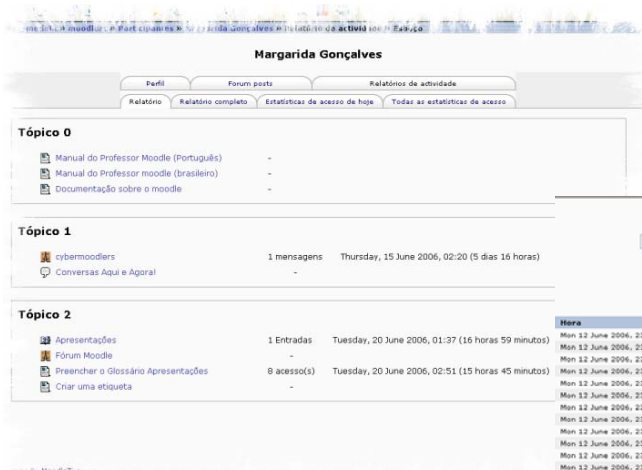 Margarida Gonçalves
Perfil Forum posts Relatórios de actividade
Relatório Relatório completo Estatísticas de acesso de hoje Todas as estatísticas de acesso
Tópico 0
Manual do Professor Moodle (Português) -
Manual do Professor moodle (brasileiro) -
Documentação sobre o moodle -
Tópico 1
cybermoodlers 1 mensagens Thursday, 15 June 2006, 02:20 (5 dias 16 horas)
Conversas Aqui e Agora! -
Tópico 2
Apresentações 1 Entradas Tuesday, 20 June 2006, 01:37 (16 horas 59 minutos)
Fórum Moodle -
Preencher o Glossário Apresentações 8 acesso(s) Tuesday, 20 June 2006, 02:51 (15 horas 45 minutos)
Criar uma etiqueta -
Hora
Mon 12 June 2006,
Mon 12 June 2006,
Mon 12 June 2006,
Mon 12 June 2006,
Mon 12 June 2006,
Mon 12 June 2006,
Mon 12 June 2006,
Mon 12 June 2006,
Mon 12 June 2006,
Mon 12 June 2006,
Mon 12 June 2006,
Mon 12 June 2006,